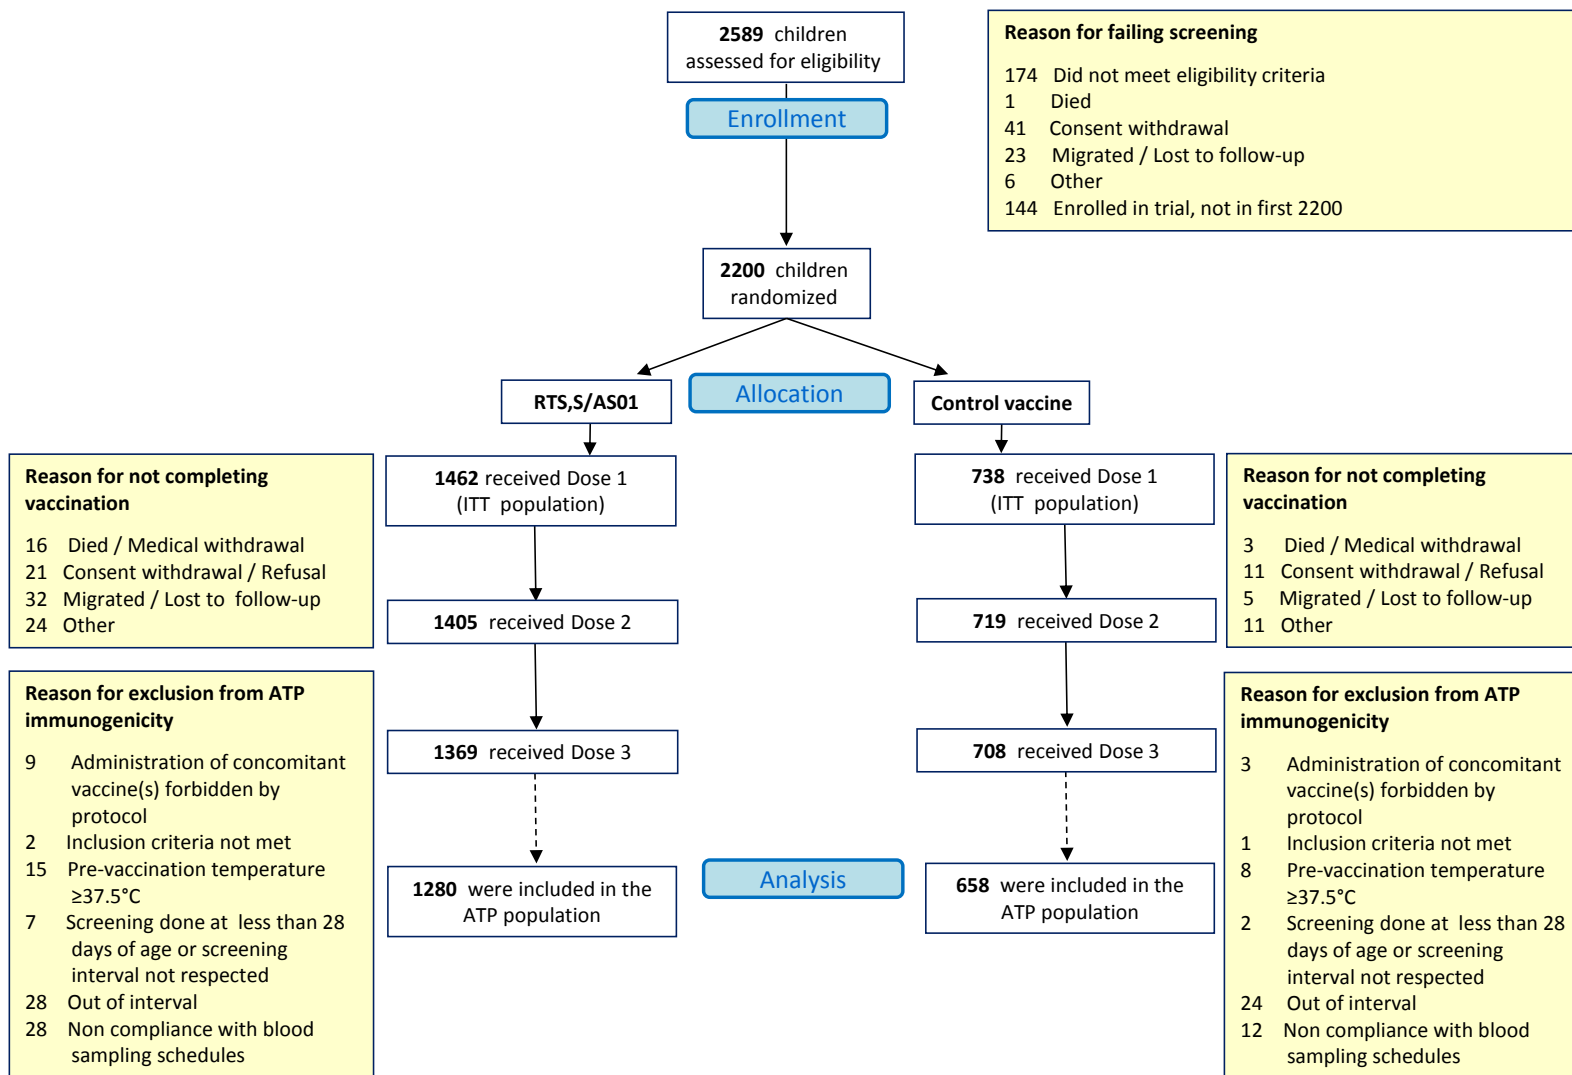 2589 children
assessed for eligibility
Reason for failing screening
174 Did not meet eligibility criteria
1 Died
41 Consent withdrawal
23 Migrated / Lost to follow-up
6 Other
144 Enrolled in trial, not in first 2200
Enrollment
2200 children
randomized
Allocation
RTS,S/AS01
Control vaccine
Reason for not completing
vaccination
16 Died / Medical withdrawal
21 Consent withdrawal / Refusal
32 Migrated / Lost to follow-up
24 Other
1462 received Dose 1
(ITT population)
738 received Dose 1
(ITT population)
Reason for not completing
vaccination
3 Died / Medical withdrawal
11 Consent withdrawal / Refusal
5 Migrated / Lost to follow-up
11 Other
1405 received Dose 2
719 received Dose 2
Reason for exclusion from ATP
immunogenicity
9 Administration of concomitant
vaccine(s) forbidden by
protocol
2 Inclusion criteria not met
15 Pre-vaccination temperature
≥37.5°C
7 Screening done at less than 28
days of age or screening
interval not respected
28 Out of interval
28 Non compliance with blood
sampling schedules
1369 received Dose 3
708 received Dose 3
Reason for exclusion from ATP
immunogenicity
3 Administration of concomitant
vaccine(s) forbidden by
protocol
1 Inclusion criteria not met
8 Pre-vaccination temperature
≥37.5°C
2 Screening done at less than 28
days of age or screening
interval not respected
24 Out of interval
12 Non compliance with blood
sampling schedules
1280 were included in the
ATP population
Analysis
658 were included in the
ATP population